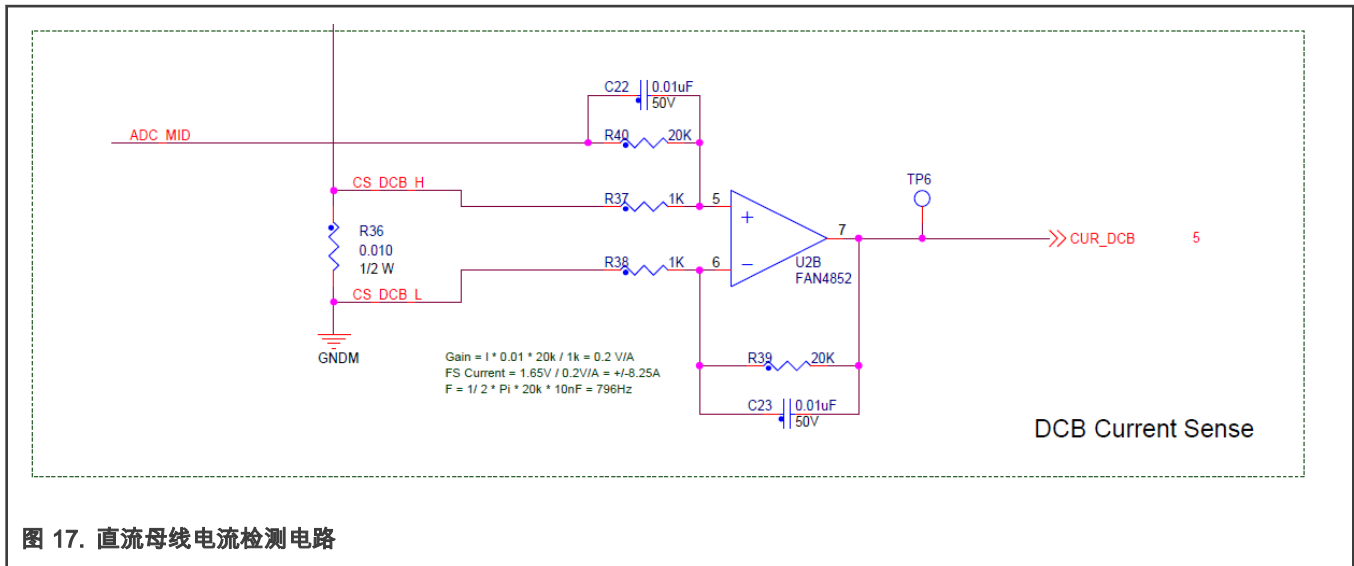 C22 0.01uF
50V
ADC_MID
R40 20K
CS_DCB_H
R37 1K 5
TP6
R36
0.010
1/2 W
+
7
CUR_DCB 5
R38 1K 6
−
U2B
FAN4852
CS_DCB_L
GNDM
Gain = I * 0.01 * 20k / 1k = 0.2 V/A
FS Current = 1.65V / 0.2V/A = +/-8.25A
F = 1/ 2 * Pi * 20k * 10nF = 796Hz
R39 20K
C23 0.01uF
50V
DCB Current Sense
图 17. 直流母线电流检测电路